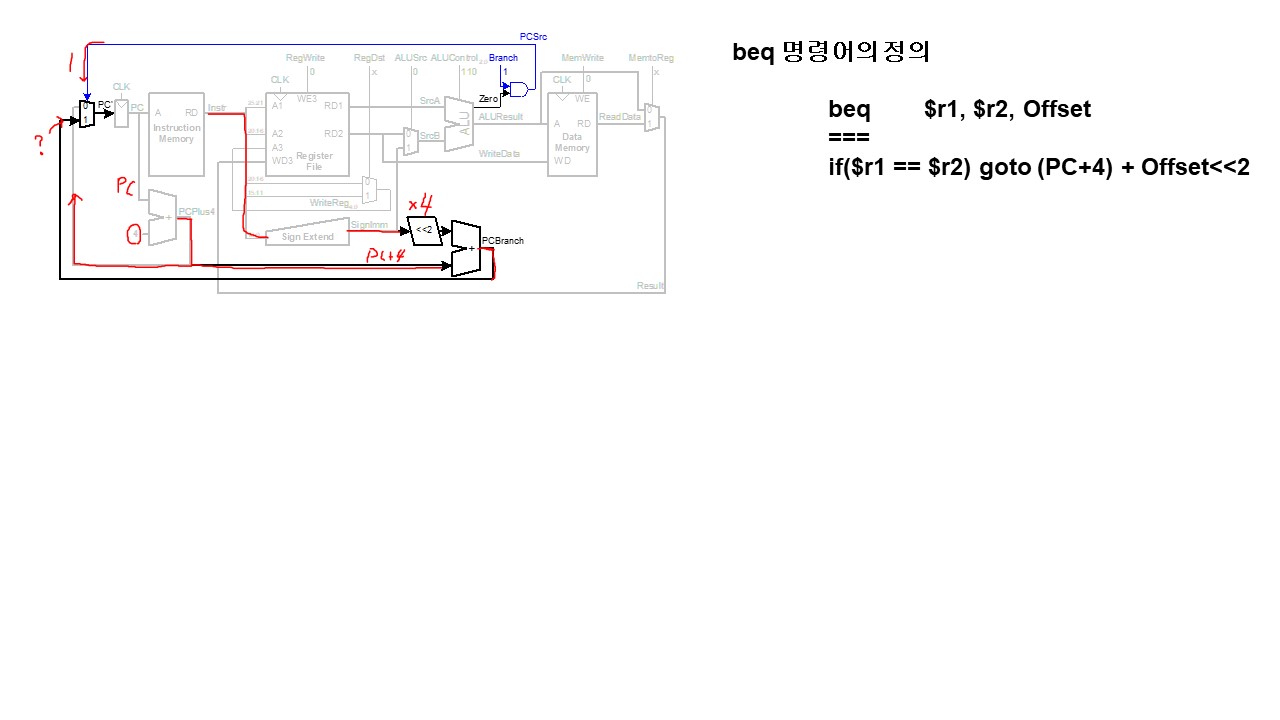 PCSrc
RegWrite RegDst ALUSrc ALUControl2:0 Branch MemWrite MemtoReg
0 x 0 110 1 0 x
1
CLK CLK CLK
0
1
PC' PC
A RD
Instruction
Memory
Instr
25:21 A1 WE3 RD1
20:16 A2 RD2
A3
WD3 Register
File
0
1
SrcA
SrcB
ALU
Zero
ALUResult
WriteData
WE
A RD
Data
Memory
WD
ReadData
0
1
?
20:16 0
15:11 1
WriteReg4:0
PC
PCPlus4
+
4
SignImm
Sign Extend
x4
<<2
PC+4
+
PCBranch
Result
beq 명령어의 정의
beq $r1, $r2, Offset
===
if($r1 == $r2) goto (PC+4) + Offset<<2